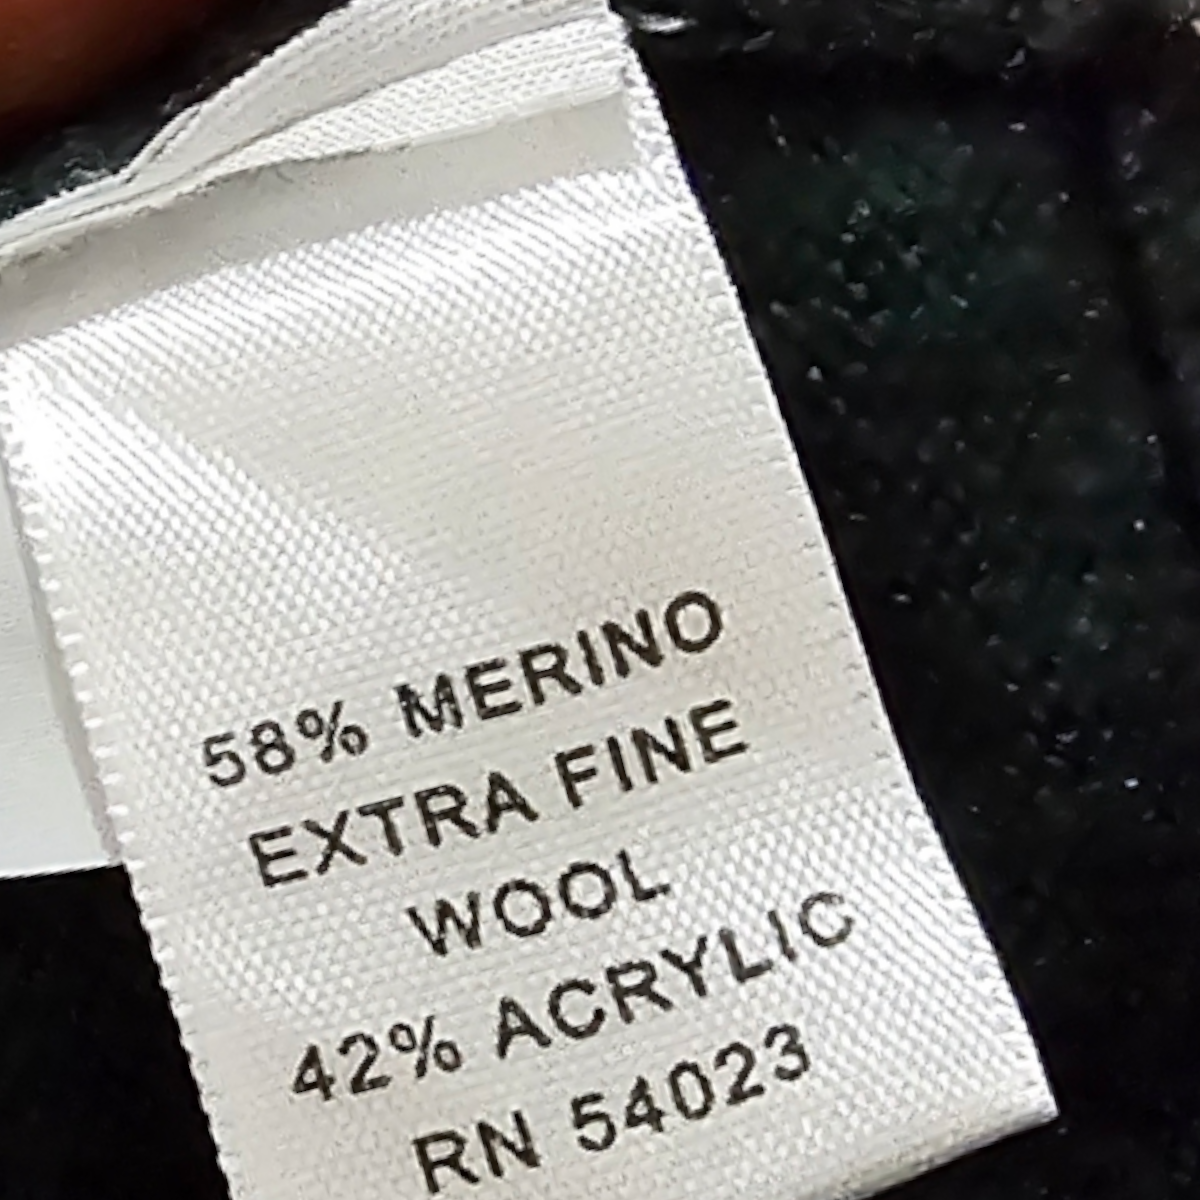 58% MERINO
EXTRA FINE
WOOL
42% ACRYLIC
RN 54023